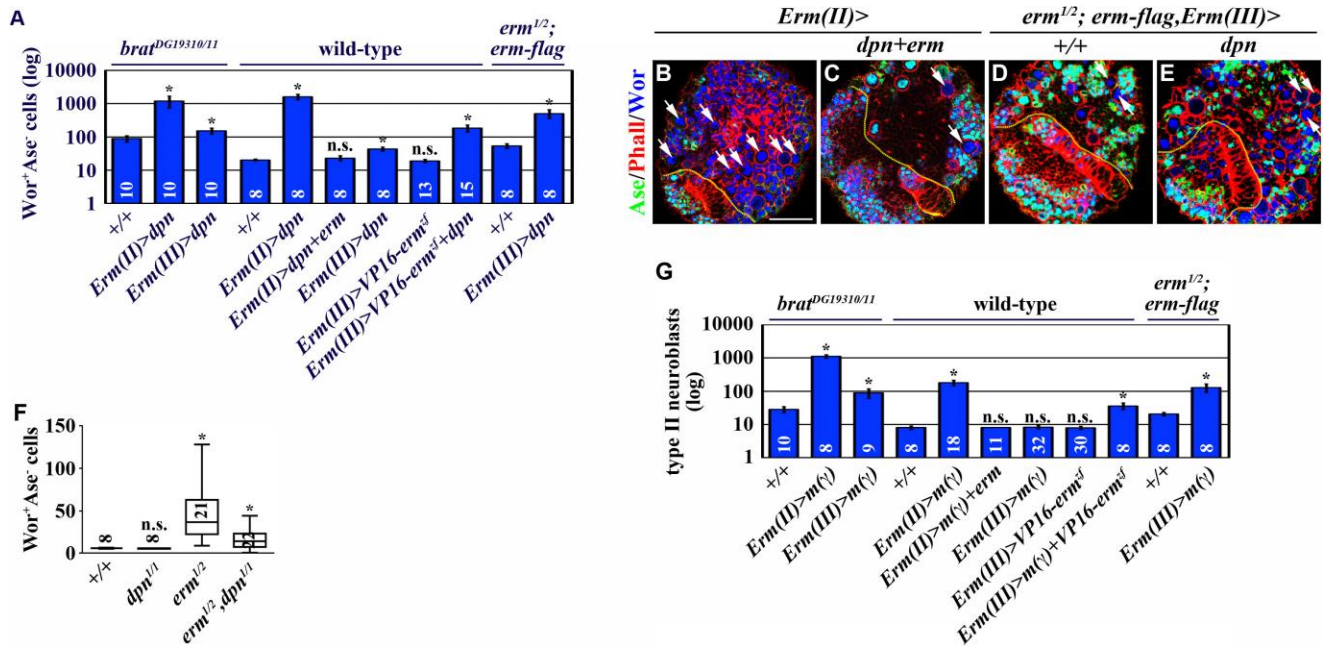 A
brat^DG19310/11
wild-type
erm^1/2;
erm-flag
Wor+Ase- cells (log)
10000
1000
100
10
1
*
*
*
n.s.
*
n.s.
*
*
10
10
10
8
8
8
8
13
15
8
8
+/+
Erm(II)>dpn
Erm(III)>dpn
+/+
Erm(II)>dpn
Erm(II)>dpn+erm
Erm(III)>dpn
Erm(III)>VP16-erm^zf
Erm(III)>VP16-erm^zf+dpn
+/+
Erm(III)>dpn
Erm(II)>
erm^1/2; erm-flag,Erm(III)>
dpn+erm
+/+
dpn
Ase/Phall/Wor
B
C
D
E
F
Wor+Ase- cells
150
100
50
0
8
n.s.
8
*
21
*
+/+
dpn^1/1
erm^1/2
erm^1/2,dpn^1/1
G
brat^DG19310/11
wild-type
erm^1/2;
erm-flag
type II neuroblasts
(log)
10000
1000
100
10
1
*
*
*
n.s.
n.s.
n.s.
*
*
10
8
9
8
18
11
32
30
8
8
8
+/+
Erm(II)>m(γ)
Erm(III)>m(γ)
+/+
Erm(II)>m(γ)
Erm(II)>m(γ)+erm
Erm(III)>m(γ)
Erm(III)>VP16-erm^zf
Erm(III)>m(γ)+VP16-erm^zf
+/+
Erm(III)>m(γ)